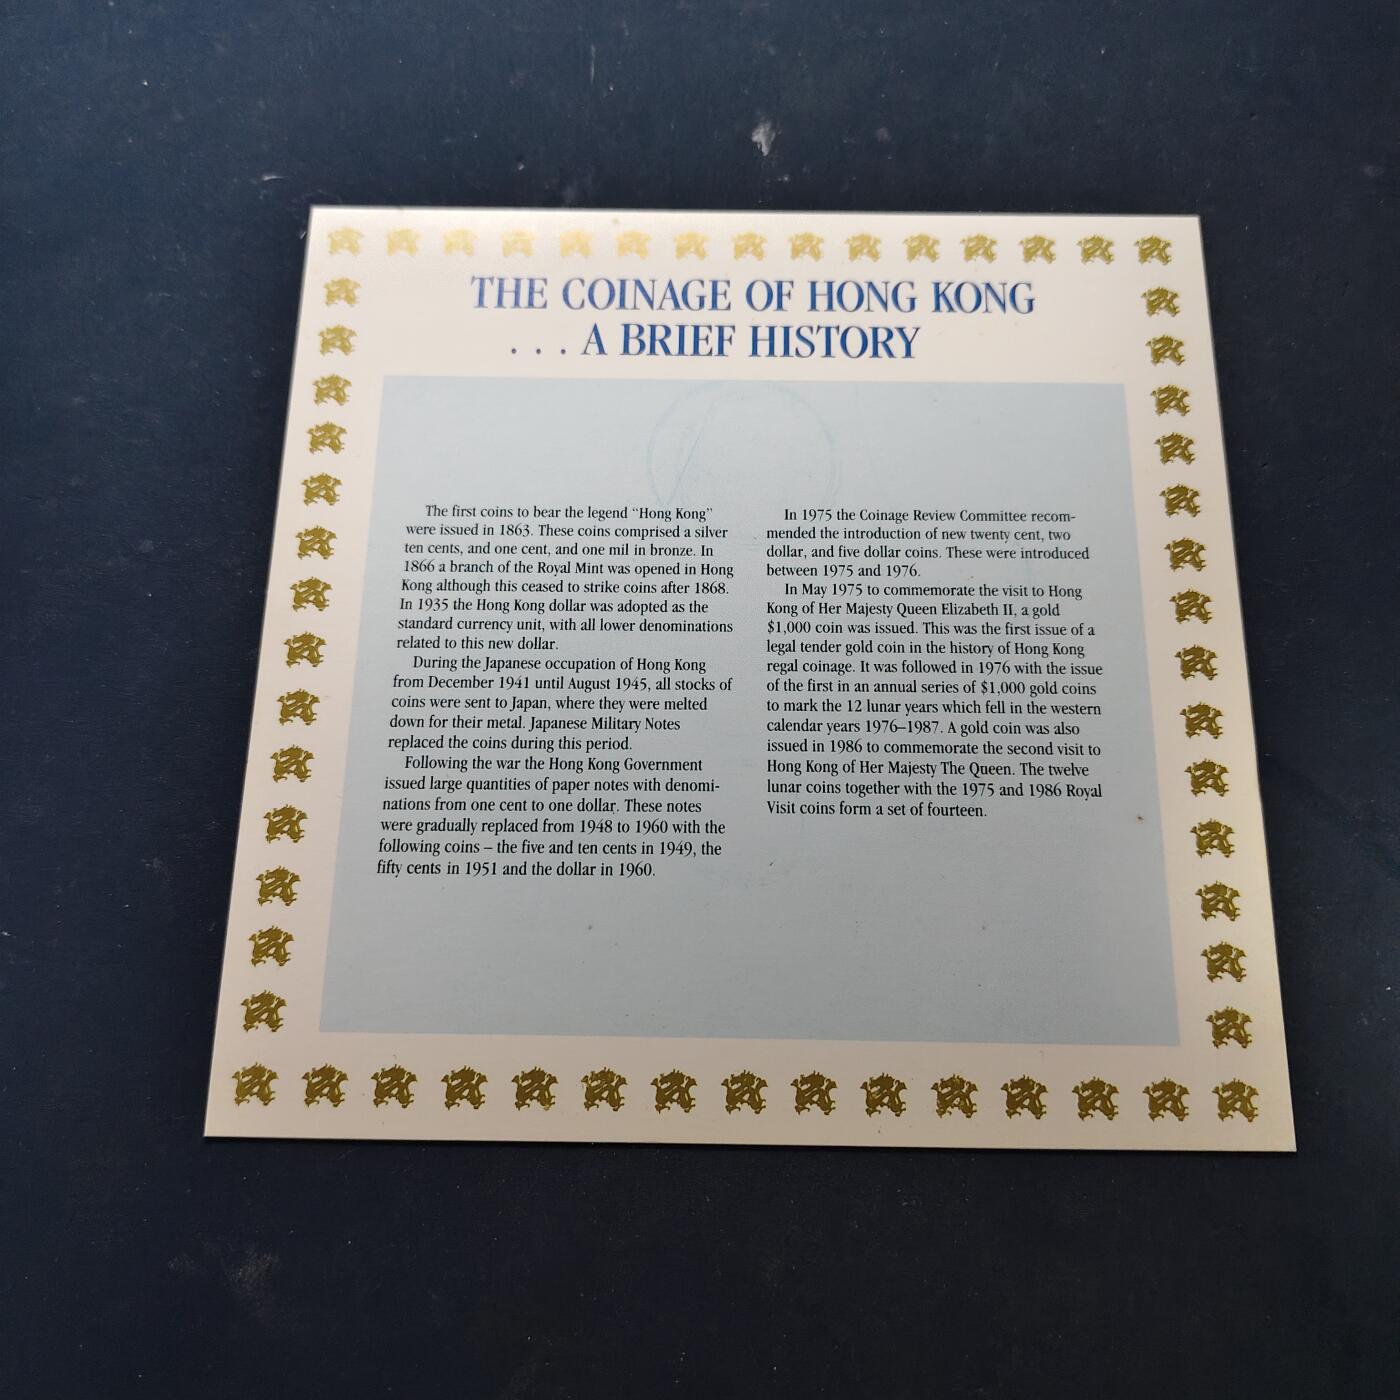 THE COINAGE OF HONG KONG
. . . A BRIEF HISTORY
The first coins to bear the legend “Hong Kong”
were issued in 1863. These coins comprised a silver
ten cents, and one cent, and one mil in bronze. In
1866 a branch of the Royal Mint was opened in Hong
Kong although this ceased to strike coins after 1868.
In 1935 the Hong Kong dollar was adopted as the
standard currency unit, with all lower denominations
related to this new dollar.
During the Japanese occupation of Hong Kong
from December 1941 until August 1945, all stocks of
coins were sent to Japan, where they were melted
down for their metal. Japanese Military Notes
replaced the coins during this period.
Following the war the Hong Kong Government
issued large quantities of paper notes with denomi-
nations from one cent to one dollar. These notes
were gradually replaced from 1948 to 1960 with the
following coins – the five and ten cents in 1949, the
fifty cents in 1951 and the dollar in 1960.
In 1975 the Coinage Review Committee recom-
mended the introduction of new twenty cent, two
dollar, and five dollar coins. These were introduced
between 1975 and 1976.
In May 1975 to commemorate the visit to Hong
Kong of Her Majesty Queen Elizabeth II, a gold
$1,000 coin was issued. This was the first issue of a
legal tender gold coin in the history of Hong Kong
regal coinage. It was followed in 1976 with the issue
of the first in an annual series of $1,000 gold coins
to mark the 12 lunar years which fell in the western
calendar years 1976–1987. A gold coin was also
issued in 1986 to commemorate the second visit to
Hong Kong of Her Majesty The Queen. The twelve
lunar coins together with the 1975 and 1986 Royal
Visit coins form a set of fourteen.